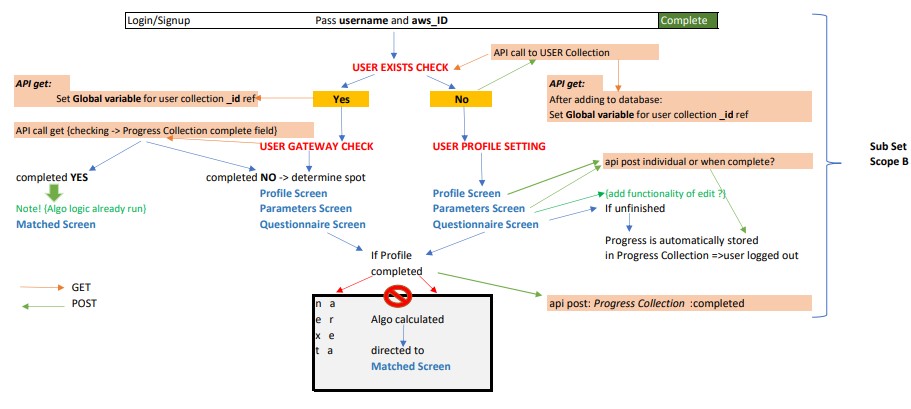 Login/Signup Pass username and aws_ID Complete
API call to USER Collection
USER EXISTS CHECK
API get:
Set Global variable for user collection _id ref
Yes
No
API get:
After adding to database:
Set Global variable for user collection _id ref
API call get {checking -> Progress Collection complete field}
USER GATEWAY CHECK
USER PROFILE SETTING
Sub Set
Scope B
api post individual or when complete?
completed YES
completed NO -> determine spot
Note! {Algo logic already run}
Matched Screen
Profile Screen
Parameters Screen
Questionnaire Screen
Profile Screen
Parameters Screen
Questionnaire Screen
{add functionality of edit ?}
If unfinished
Progress is automatically stored
in Progress Collection =>user logged out
If Profile
completed
GET
POST
api post: Progress Collection :completed
n a
e r
x e
t a
Algo calculated
directed to
Matched Screen